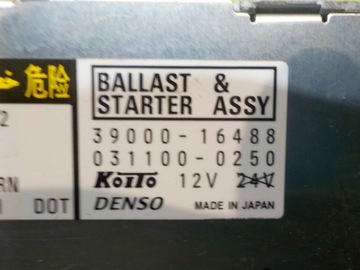 危险
BALLAST &
STARTER ASSY
39000-16488
031100-0250
KOITO 12V 24V
DENSO MADE IN JAPAN
2
RN
DOT